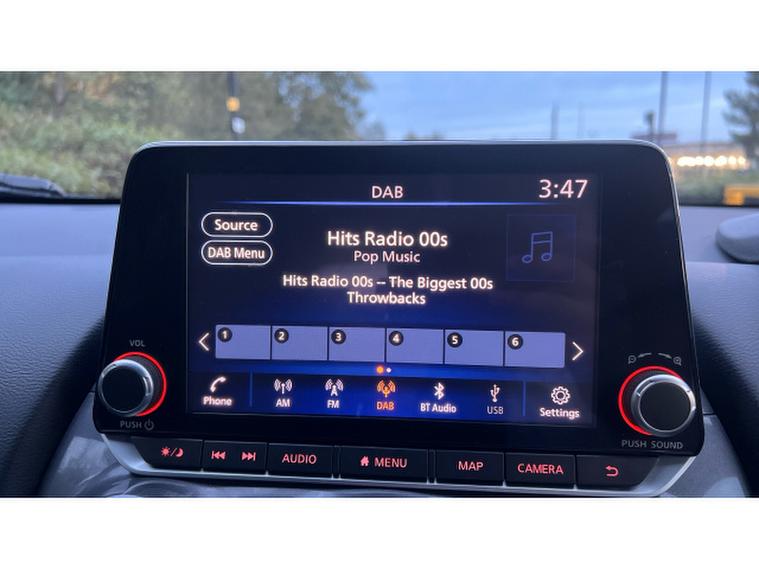 DAB
3:47
Source
DAB Menu
Hits Radio 00s
Pop Music
Hits Radio 00s -- The Biggest 00s
Throwbacks
1 2 3 4 5 6
Phone
AM
FM
DAB
BT Audio
USB
Settings
VOL
PUSH
PUSH SOUND
AUDIO
MENU
MAP
CAMERA